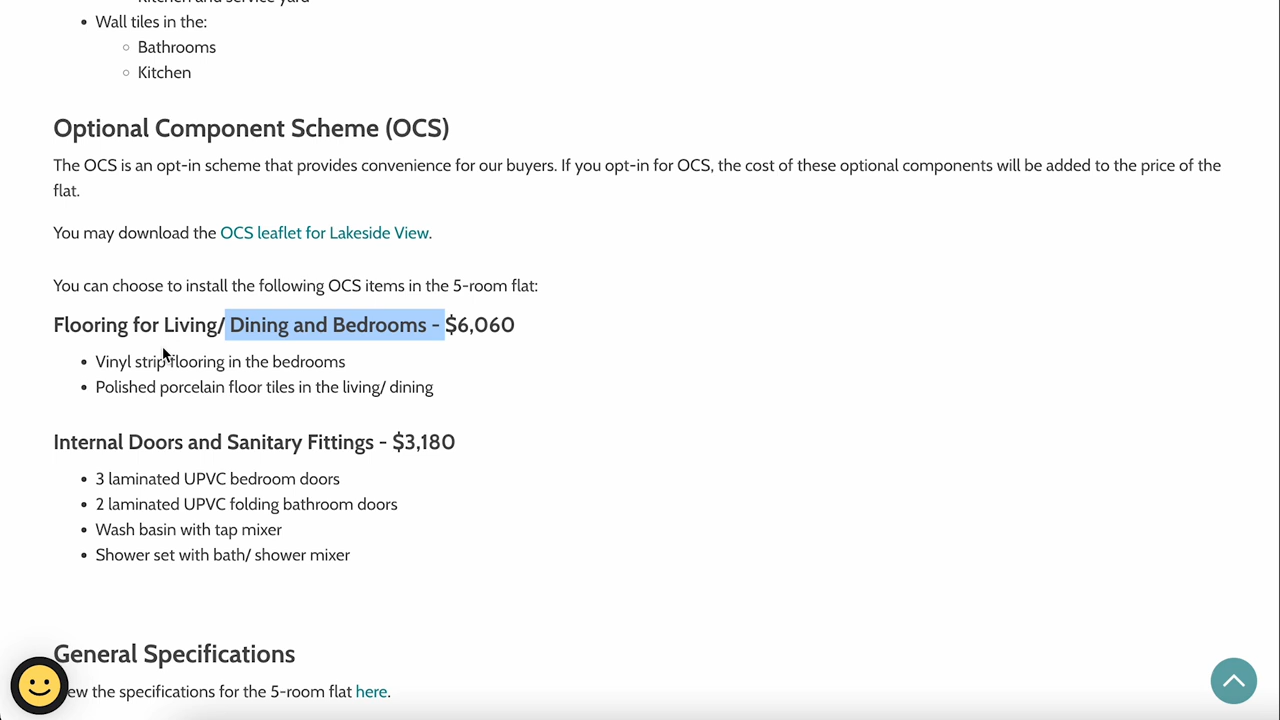 Kitchen and service yard
Wall tiles in the:
Bathrooms
Kitchen
Optional Component Scheme (OCS)
The OCS is an opt-in scheme that provides convenience for our buyers. If you opt-in for OCS, the cost of these optional components will be added to the price of the
flat.
You may download the OCS leaflet for Lakeside View.
You can choose to install the following OCS items in the 5-room flat:
Flooring for Living/ Dining and Bedrooms - $6,060
Vinyl strip flooring in the bedrooms
Polished porcelain floor tiles in the living/ dining
Internal Doors and Sanitary Fittings - $3,180
3 laminated UPVC bedroom doors
2 laminated UPVC folding bathroom doors
Wash basin with tap mixer
Shower set with bath/ shower mixer
General Specifications
ew the specifications for the 5-room flat here.